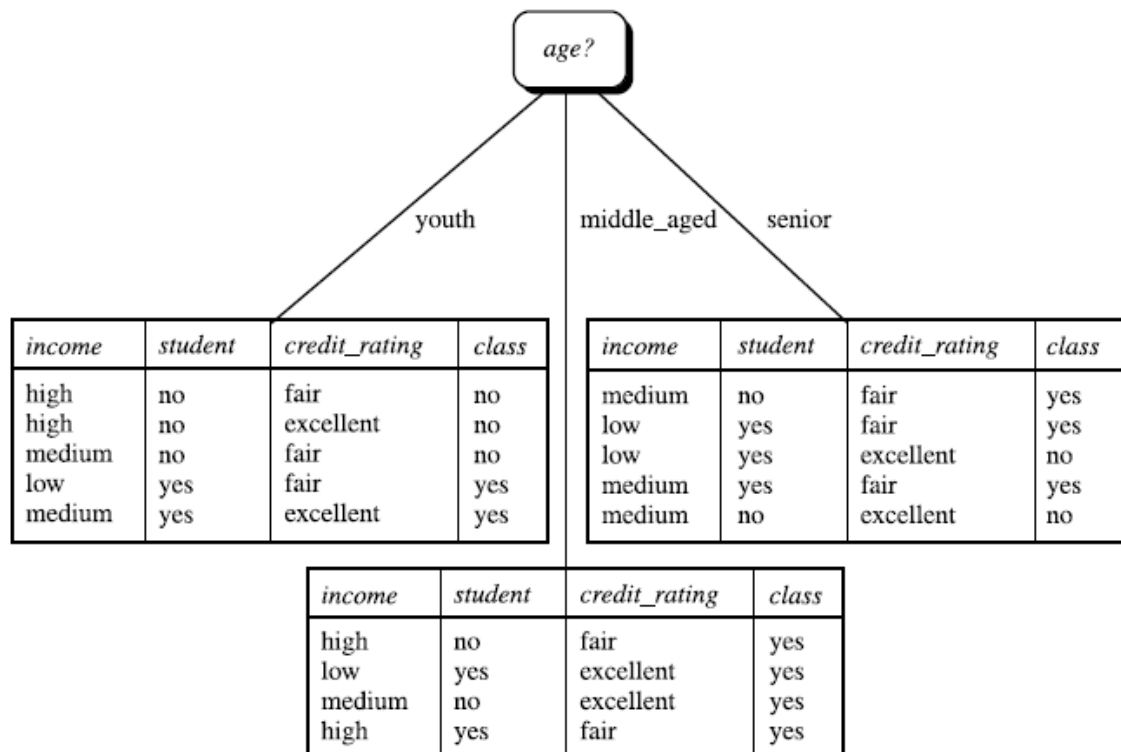 age?
youth
middle_aged
senior
income student credit_rating class
high no fair no
high no excellent no
medium no fair no
low yes fair yes
medium yes excellent yes
income student credit_rating class
medium no fair yes
low yes fair yes
low yes excellent no
medium yes fair yes
medium no excellent no
income student credit_rating class
high no fair yes
low yes excellent yes
medium no excellent yes
high yes fair yes